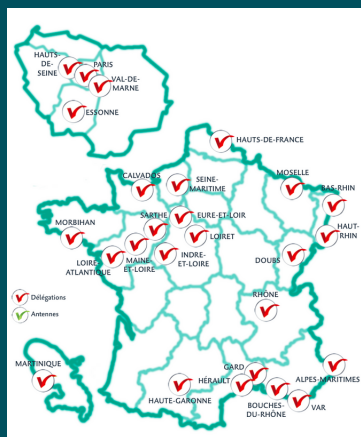 HAUTS-
DE-
SEINE
PARIS
VAL-DE-
MARNE
ESSONNE
HAUTS-DE-FRANCE
CALVADOS
SEINE-
MARITIME
MOSELLE
BAS-RHIN
MORBIHAN
SARTHE
EURE-ET-LOIR
HAUT-
RHIN
LOIRE
ATLANTIQUE
MAINE
ET-LOIRE
LOIRET
INDRE-
ET-LOIRE
DOUBS
Délégations
Antennes
RHONE
MARTINIQUE
GARD
HÉRAULT
ALPES-MARITIMES
HAUTE-GARONNE
BOUCHES-
DU-RHÔNE
VAR